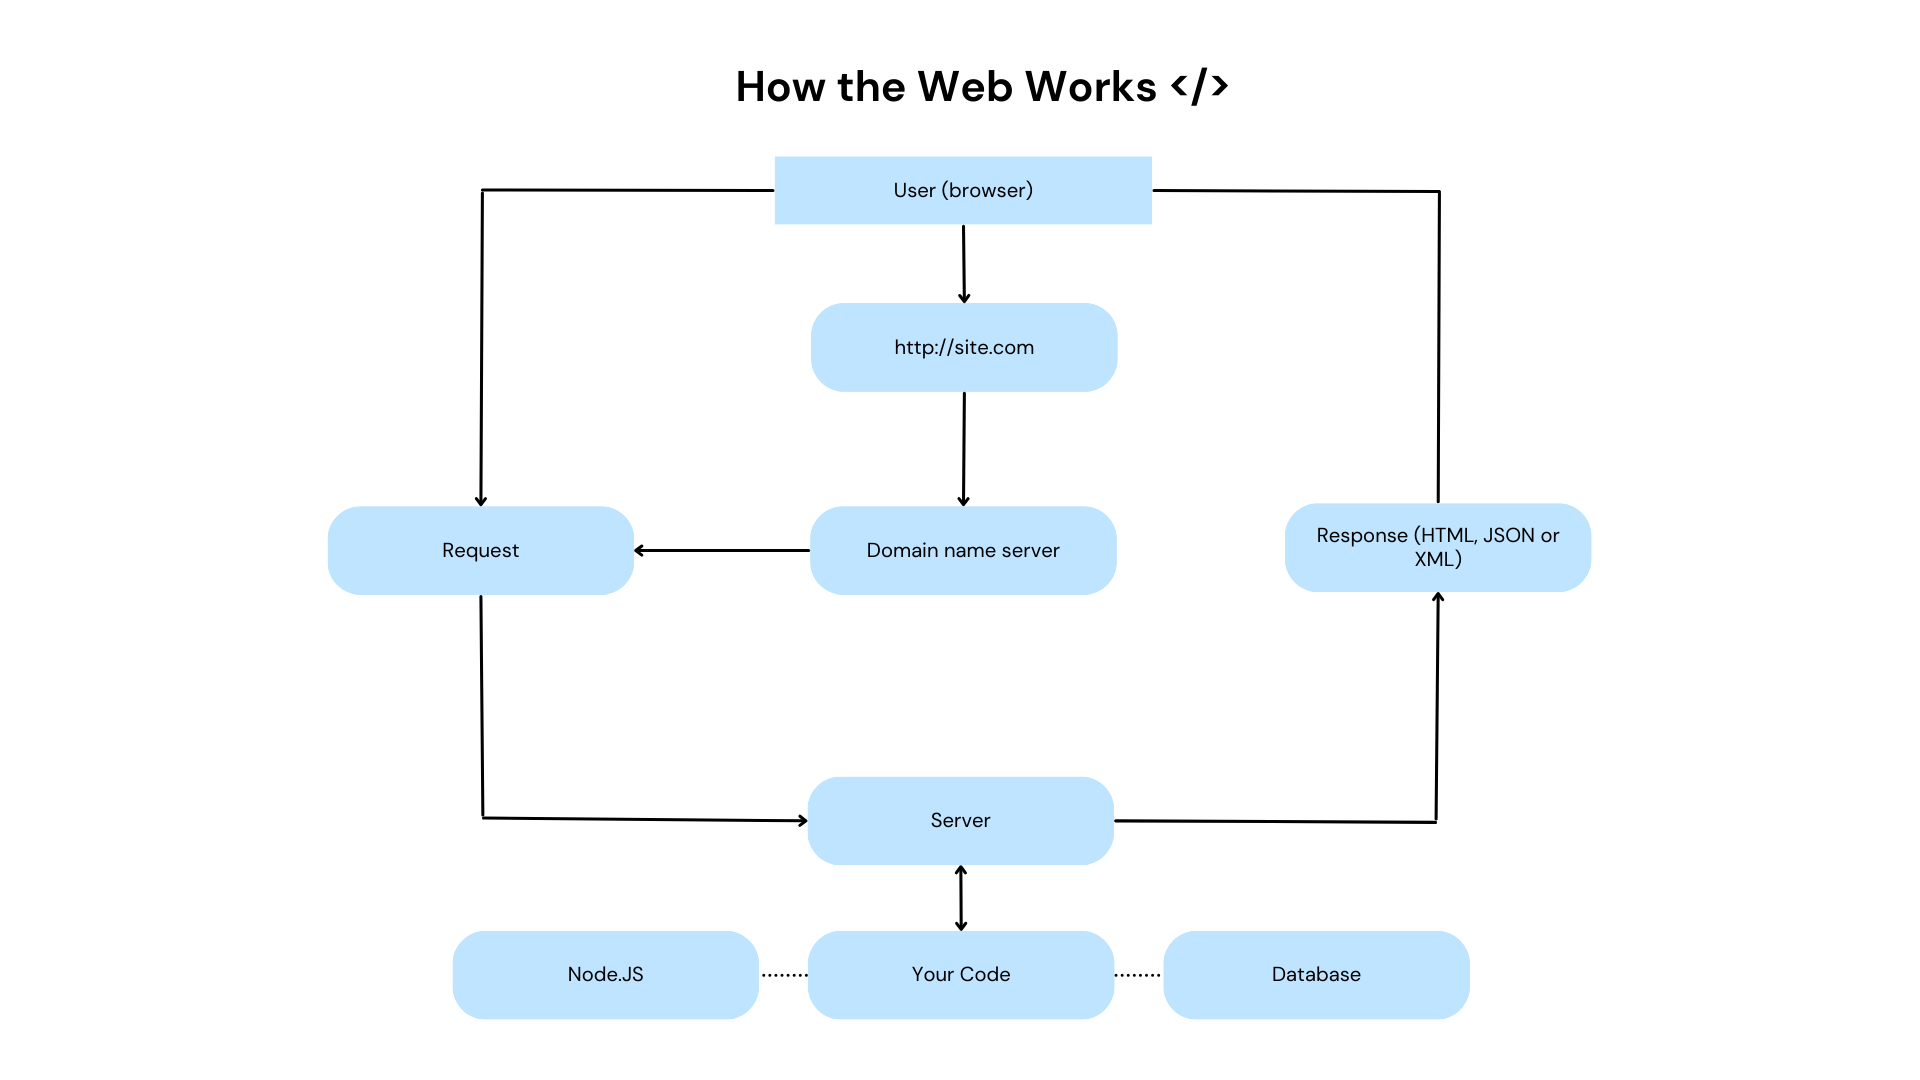 How the Web Works </>
User (browser)
http://site.com
Request
Domain name server
Response (HTML, JSON or
XML)
Server
Node.JS
Your Code
Database